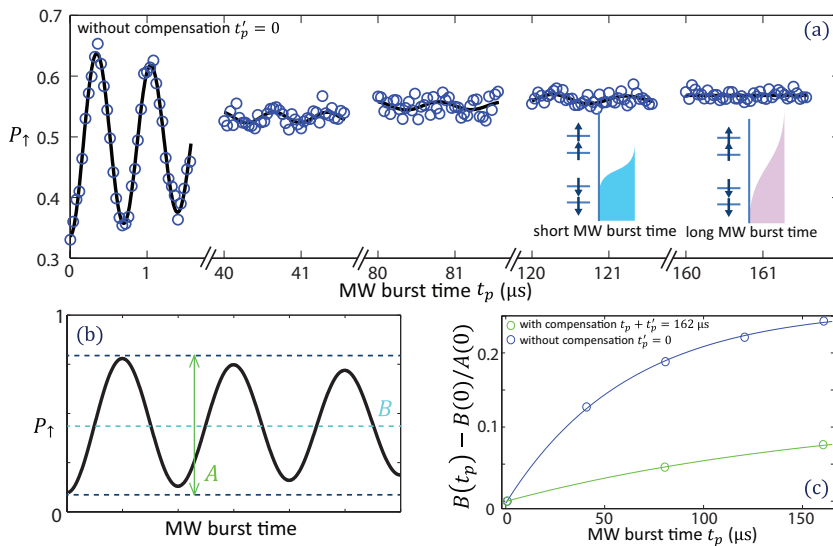 without compensation t′ₚ = 0
(a)
0.7
0.6
0.5
0.4
0.3
P↑
short MW burst time
long MW burst time
0 1 40 41 80 81 120 121 160 161
MW burst time tₚ (μs)
(b)
1
P↑
0
A
B
MW burst time
with compensation tₚ + t′ₚ = 162 μs
without compensation t′ₚ = 0
0.2
0.1
0.00
B(tₚ) − B(0)/A(0)
(c)
0 50 100 150
MW burst time tₚ (μs)